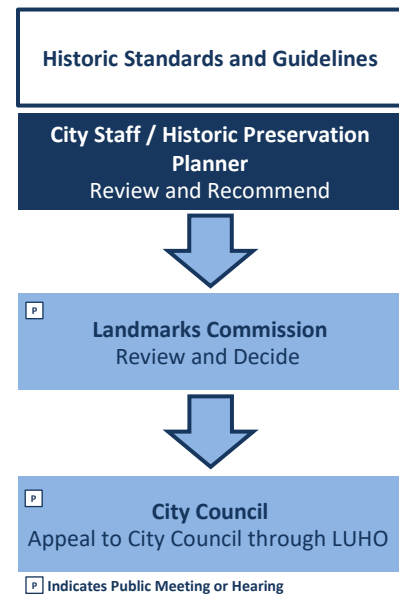 Historic Standards and Guidelines
City Staff / Historic Preservation
Planner
Review and Recommend
P
Landmarks Commission
Review and Decide
P
City Council
Appeal to City Council through LUHO
P Indicates Public Meeting or Hearing